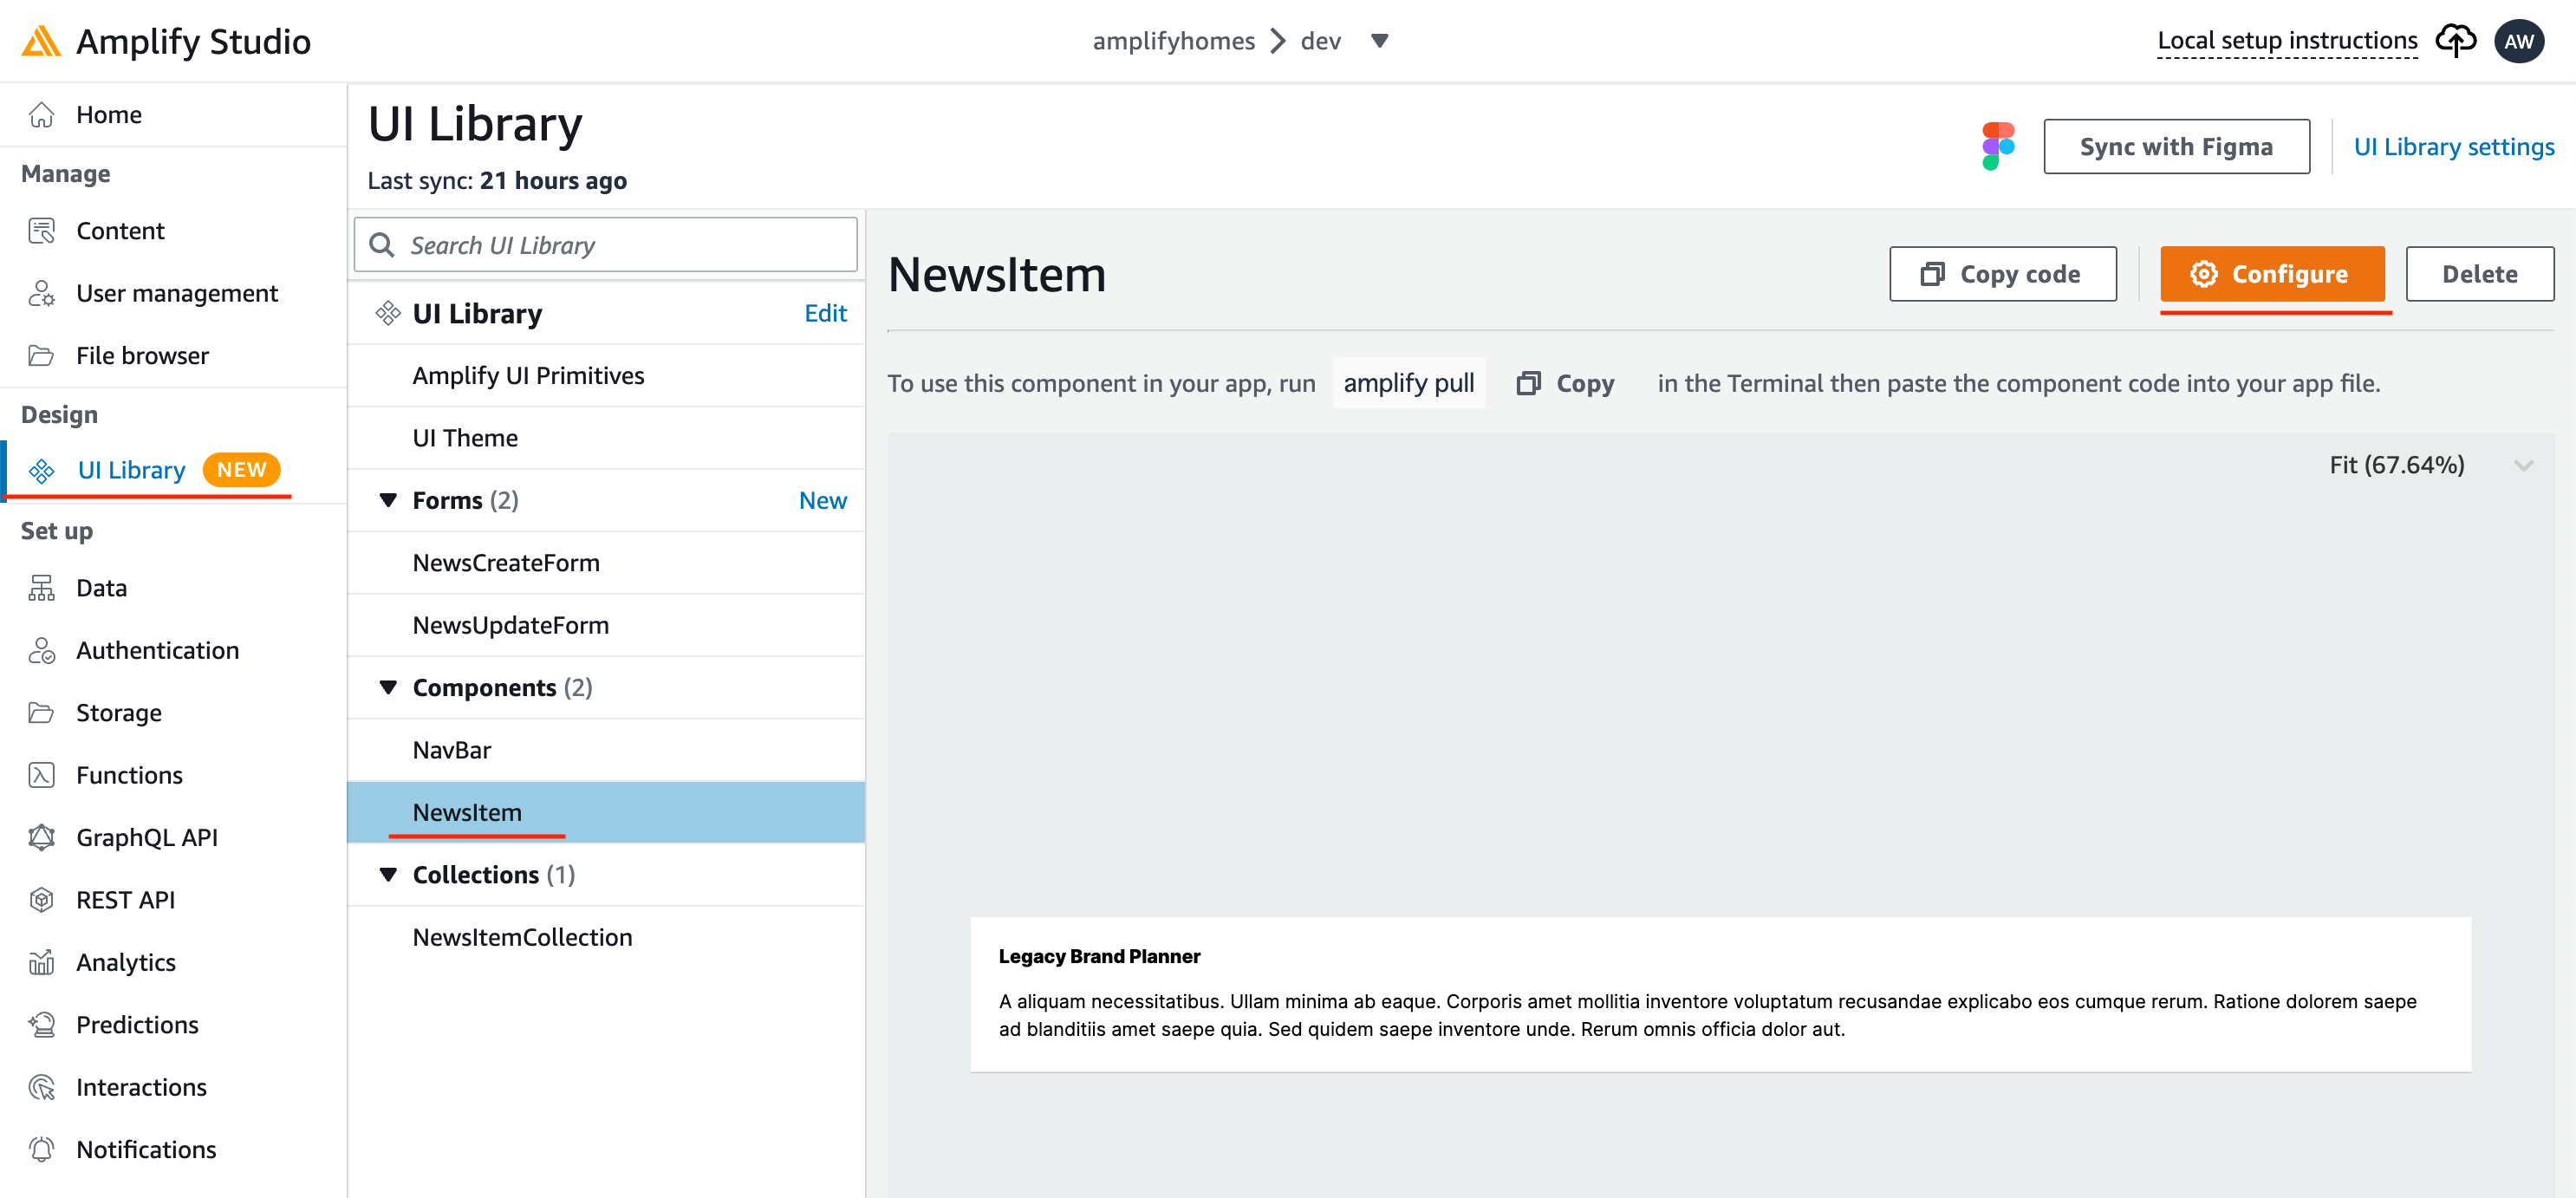 Amplify Studio
amplifyhomes > dev
Local setup instructions
AW
Home
Manage
Content
User management
File browser
Design
UI Library NEW
Set up
Data
Authentication
Storage
Functions
GraphQL API
REST API
Analytics
Predictions
Interactions
Notifications
UI Library
Last sync: 21 hours ago
Sync with Figma
UI Library settings
Search UI Library
UI Library Edit
Amplify UI Primitives
UI Theme
Forms (2) New
NewsCreateForm
NewsUpdateForm
Components (2)
NavBar
NewsItem
Collections (1)
NewsItemCollection
NewsItem
Copy code
Configure
Delete
To use this component in your app, run amplify pull Copy in the Terminal then paste the component code into your app file.
Fit (67.64%)
Legacy Brand Planner
A aliquam necessitatibus. Ullam minima ab eaque. Corporis amet mollitia inventore voluptatum recusandae explicabo eos cumque rerum. Ratione dolorem saepe
ad blanditiis amet saepe quia. Sed quidem saepe inventore unde. Rerum omnis officia dolor aut.